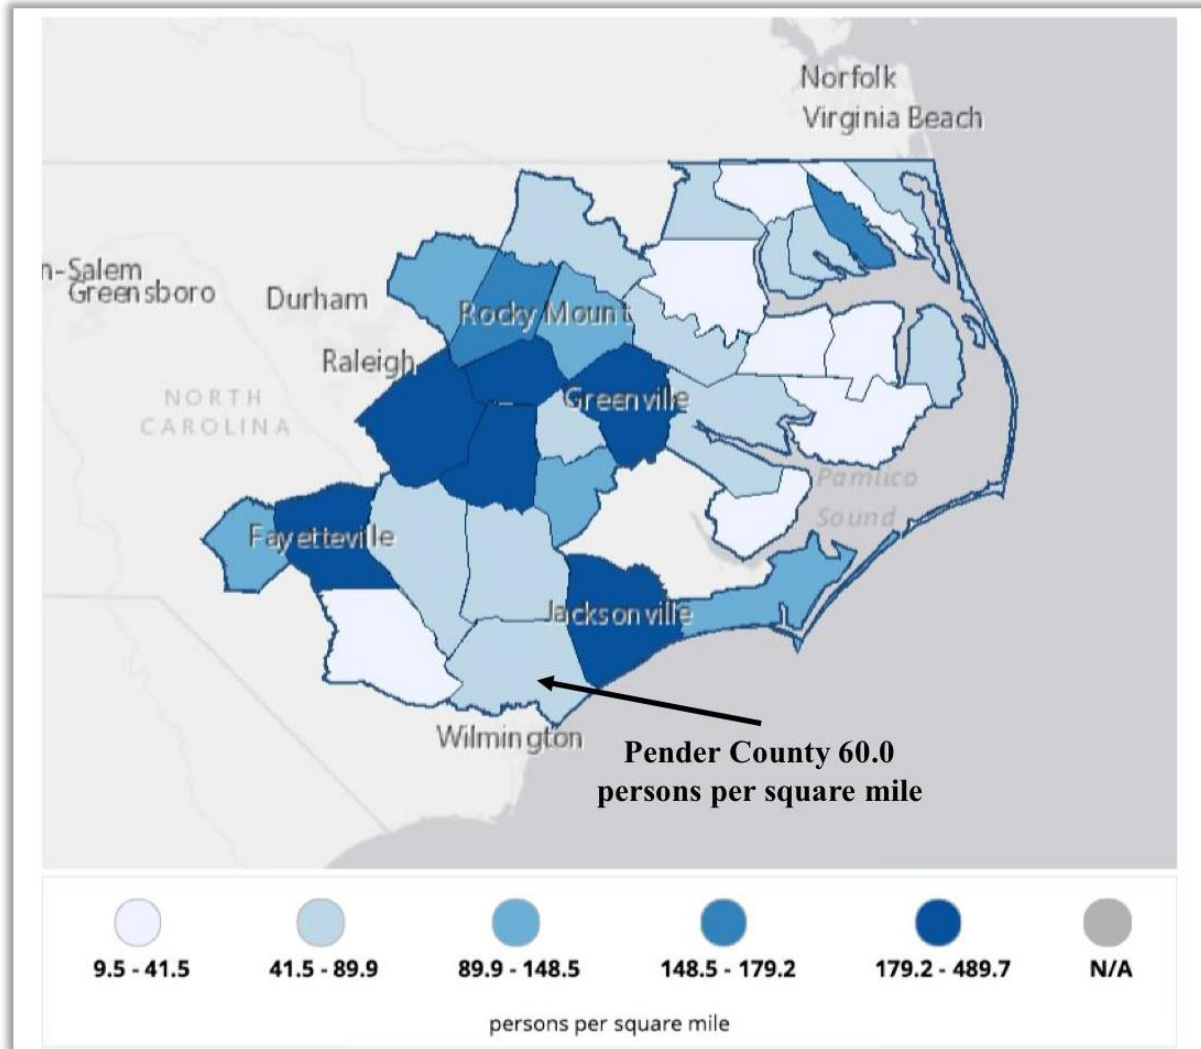 Norfolk
Virginia Beach
n-Salem
Greensboro
Durham
Rocky Mount
Raleigh
NORTH
CAROLINA
Greenville
Pamlico
Sound
Fayetteville
Jacksonville
Wilmington
Pender County 60.0
persons per square mile
9.5 - 41.5
41.5 - 89.9
89.9 - 148.5
148.5 - 179.2
179.2 - 489.7
N/A
persons per square mile